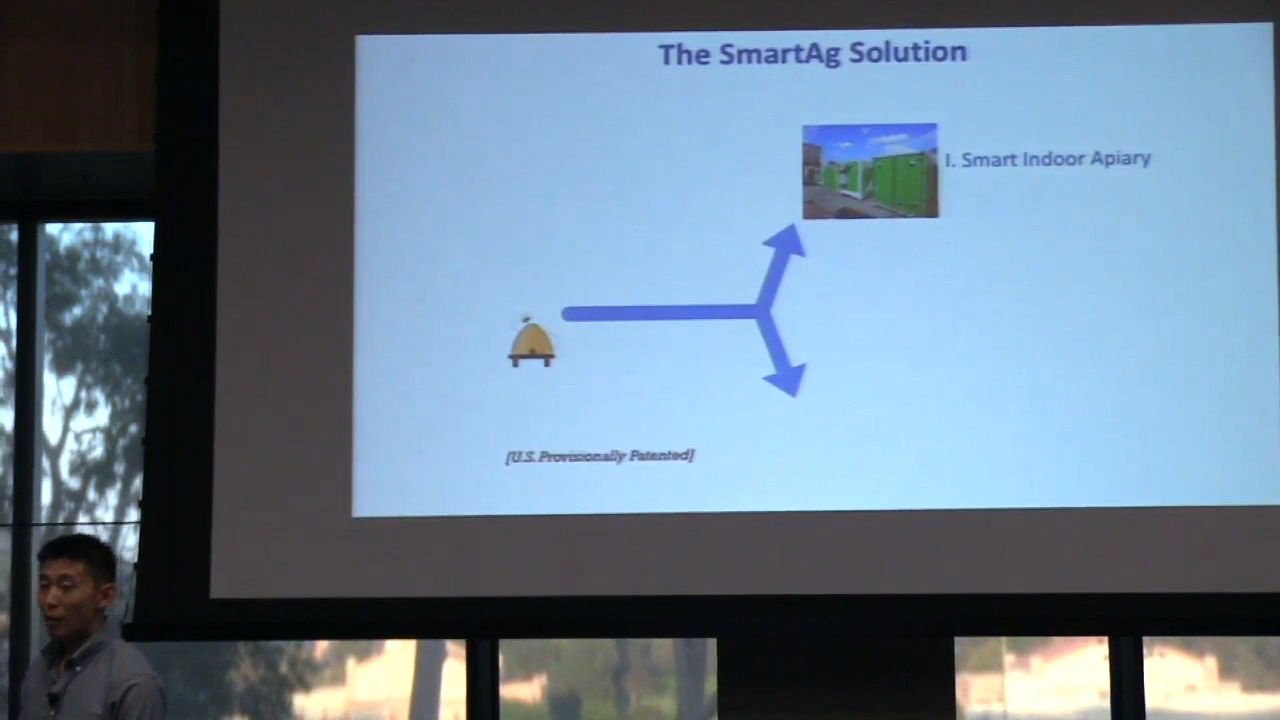 The SmartAg Solution
I. Smart Indoor Apiary
[U.S. Provisionally Patented]